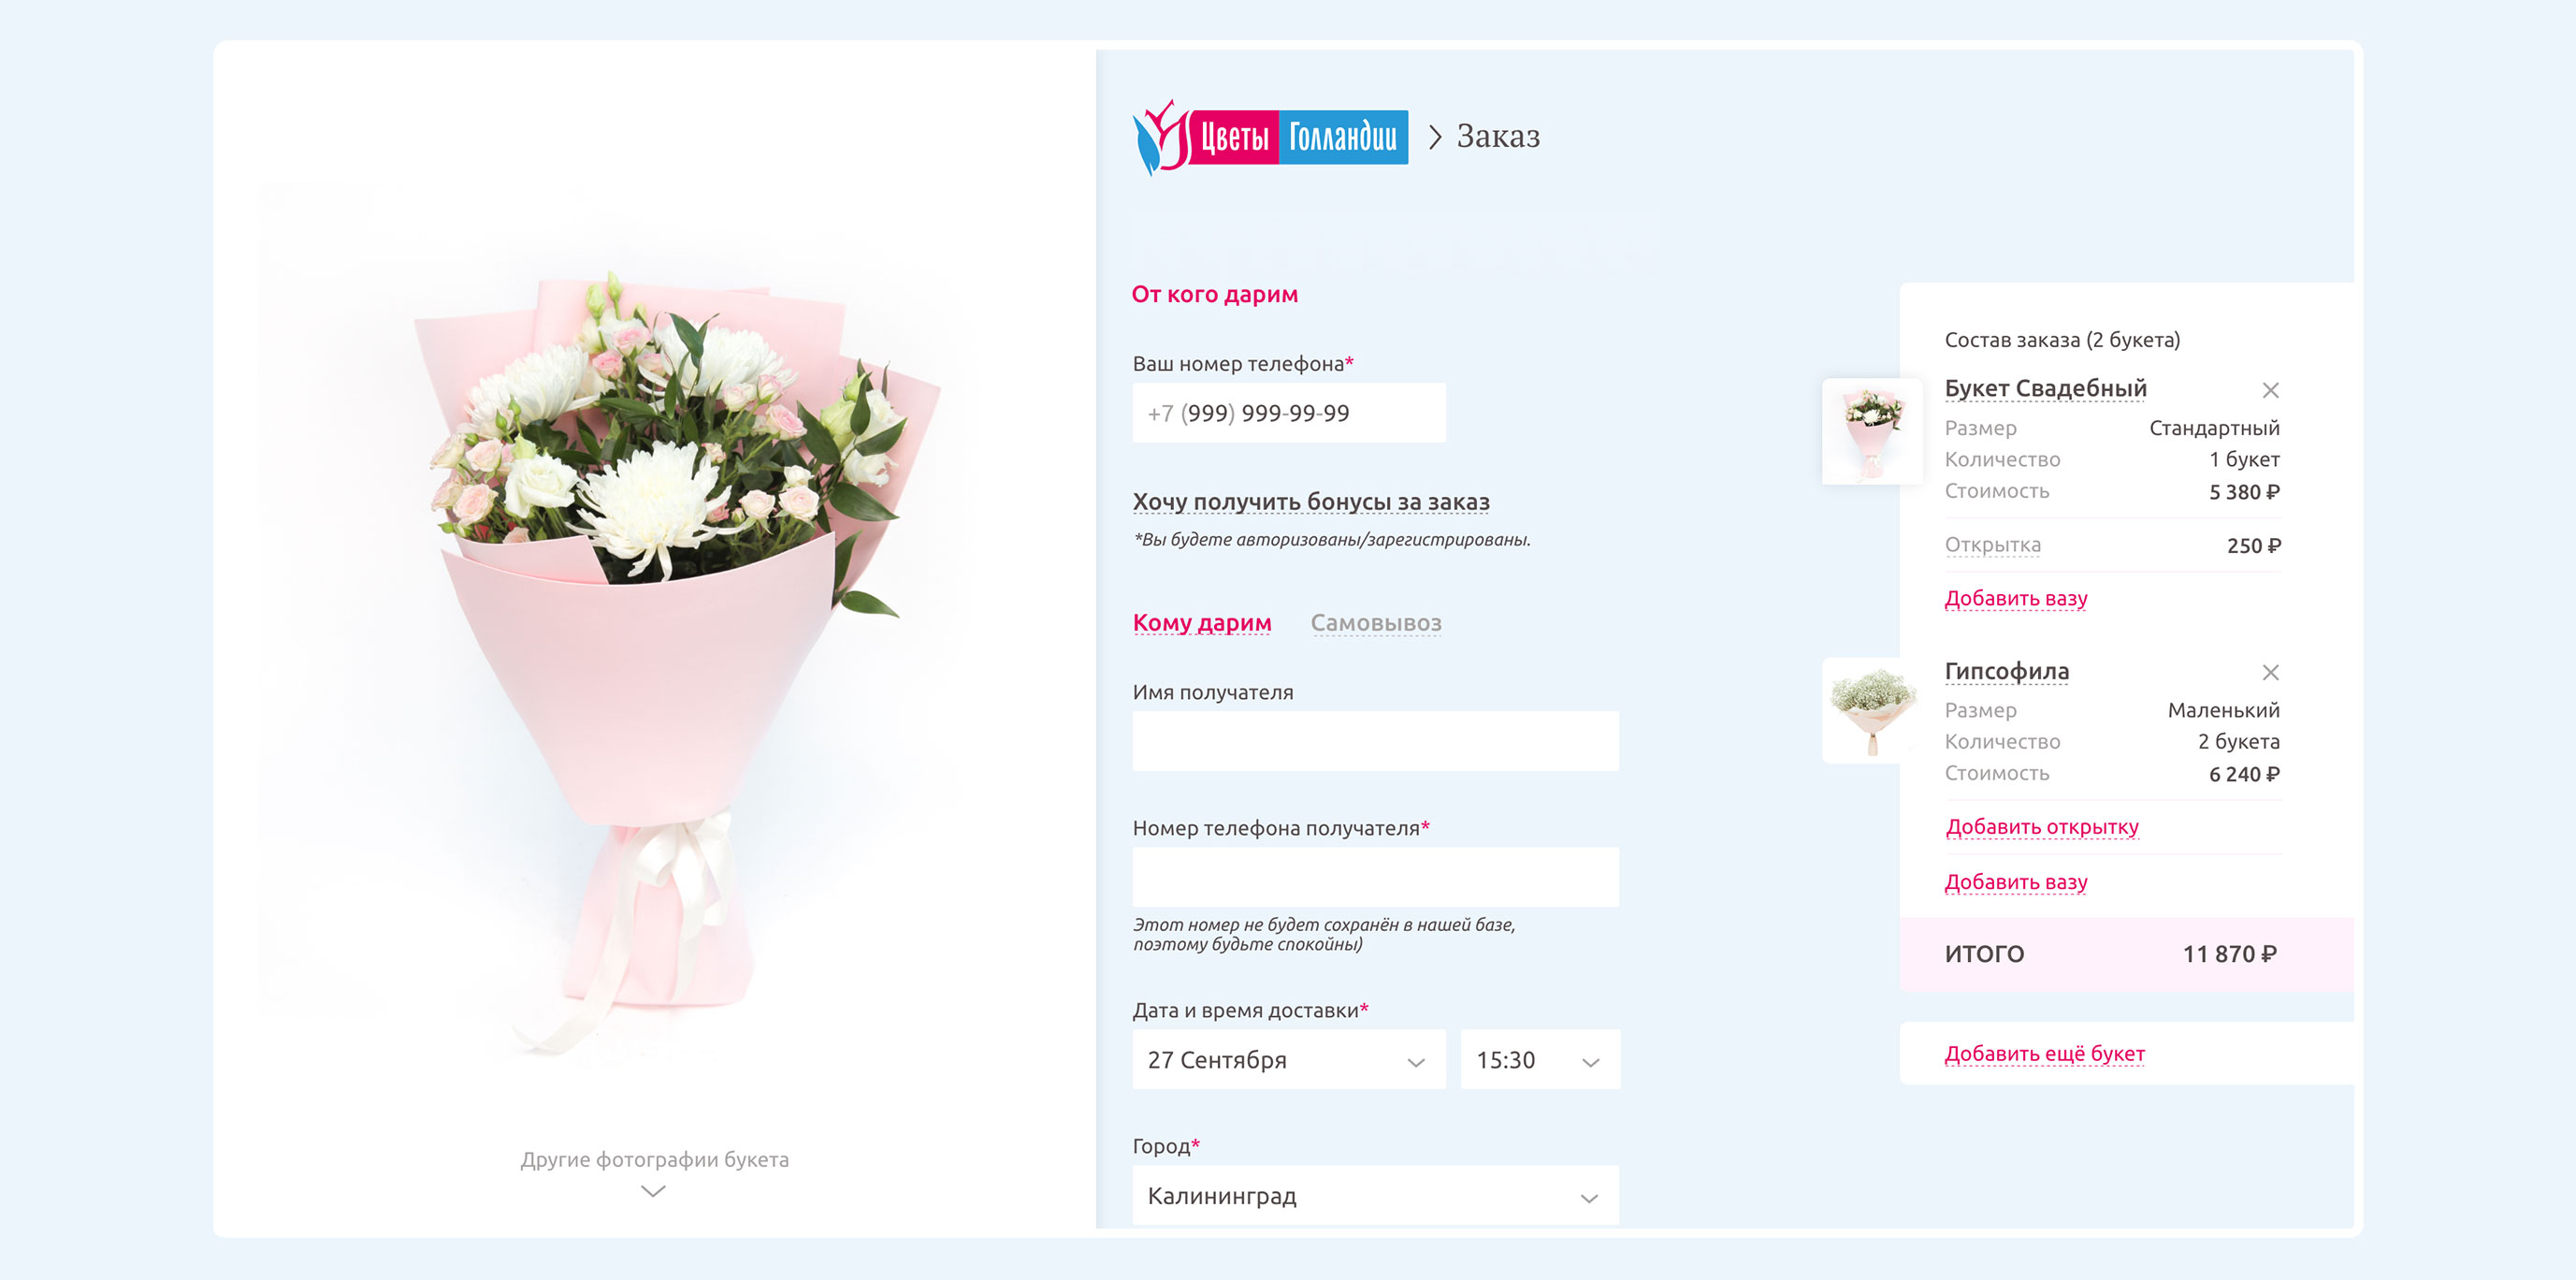 Другие фотографии букета
Цветы Голландии
Заказ
От кого дарим
Ваш номер телефона*
+7 (999) 999-99-99
Хочу получить бонусы за заказ
*Вы будете авторизованы/зарегистрированы.
Кому дарим Самовывоз
Имя получателя
Номер телефона получателя*
Этот номер не будет сохранён в нашей базе,
поэтому будьте спокойны)
Дата и время доставки*
27 Сентября 15:30
Город*
Калининград
Состав заказа (2 букета)
Букет Свадебный
Размер Стандартный
Количество 1 букет
Стоимость 5 380 ₽
Открытка 250 ₽
Добавить вазу
Гипсофила
Размер Маленький
Количество 2 букета
Стоимость 6 240 ₽
Добавить открытку
Добавить вазу
ИТОГО 11 870 ₽
Добавить ещё букет